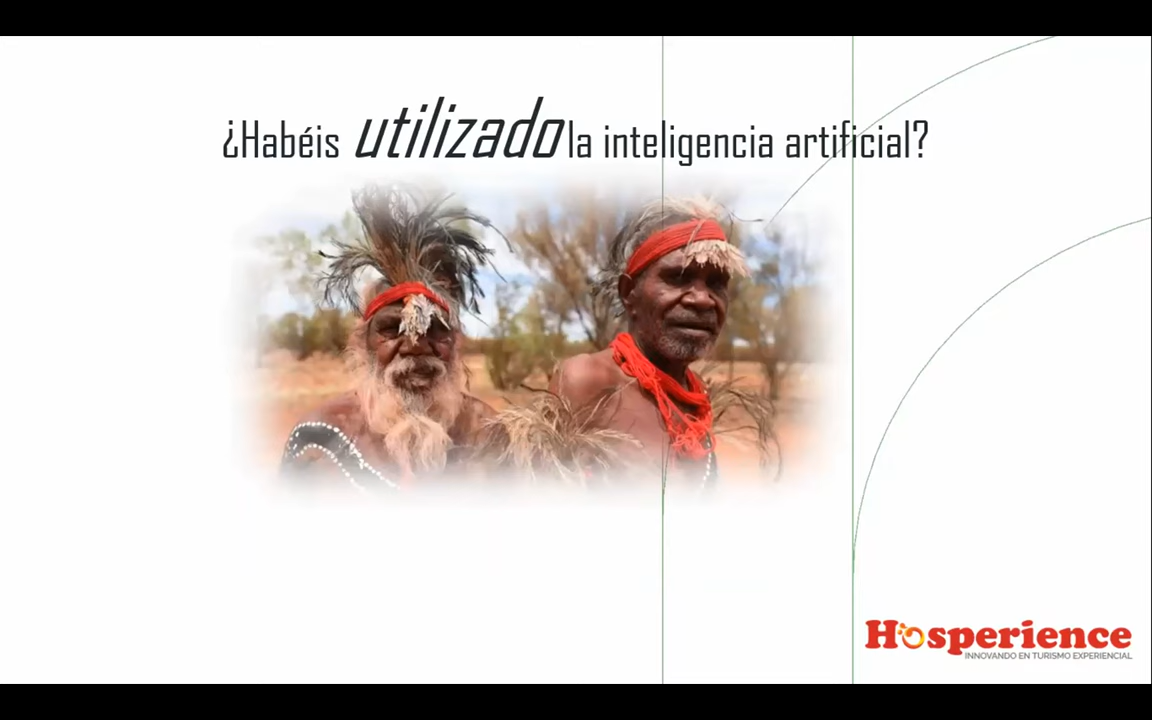 ¿Habéis utilizado la inteligencia artificial?
Hosperience
INNOVANDO EN TURISMO EXPERIENCIAL